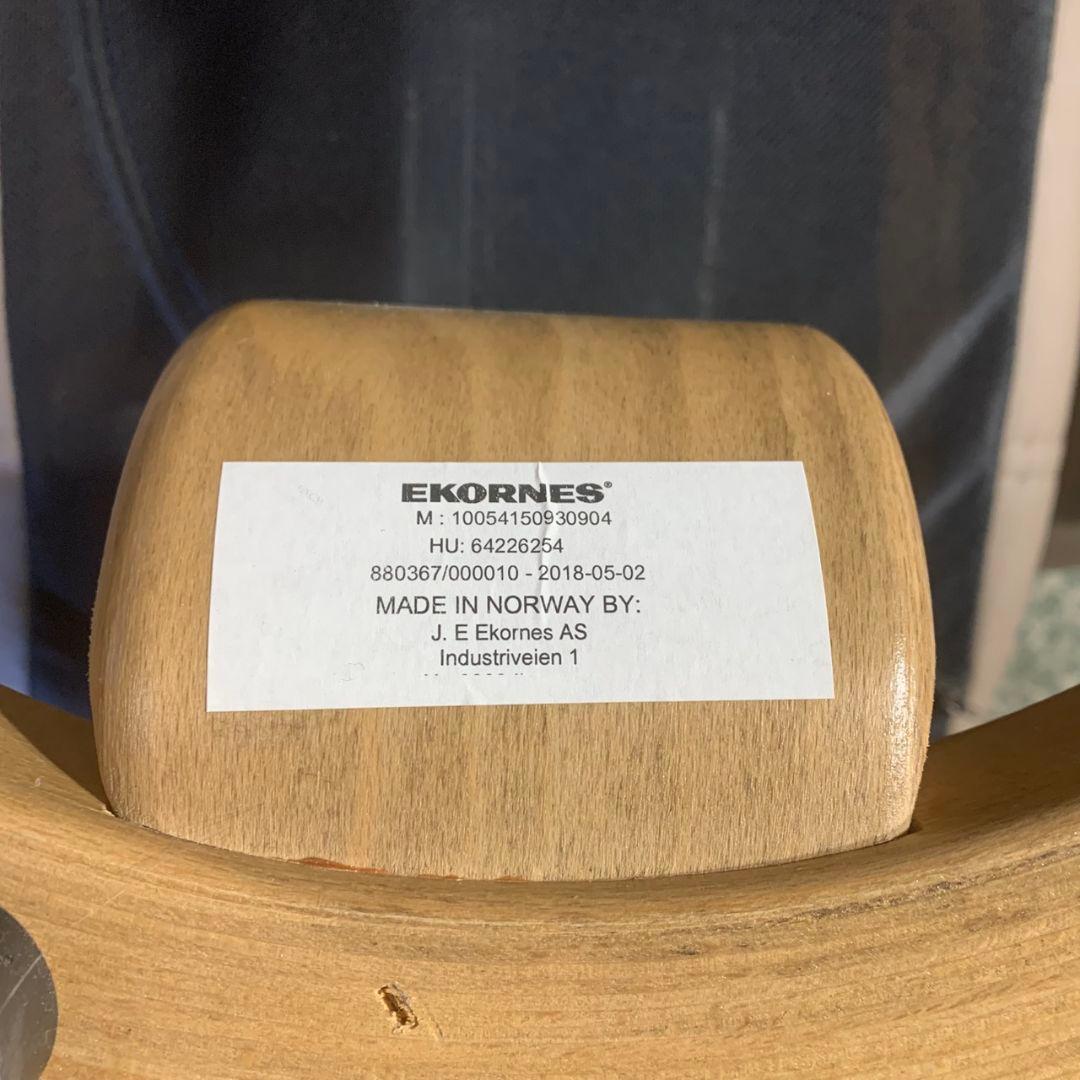 EKORNES®
M : 10054150930904
HU: 64226254
880367/000010 - 2018-05-02
MADE IN NORWAY BY:
J. E Ekornes AS
Industriveien 1